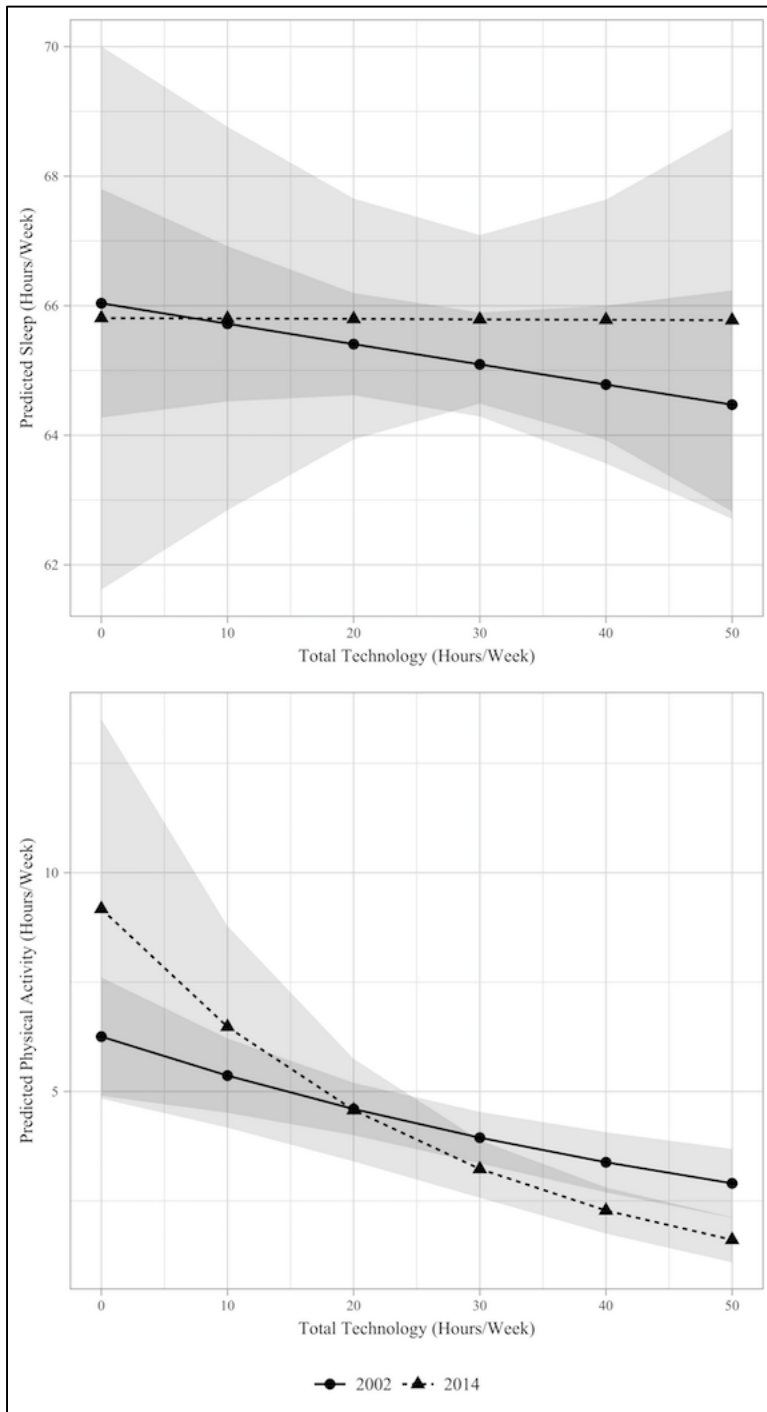 Predicted Sleep (Hours/Week)
70
68
66
64
62
0 10 20 30 40 50
Total Technology (Hours/Week)
Predicted Physical Activity (Hours/Week)
10
5
0 10 20 30 40 50
Total Technology (Hours/Week)
2002 2014